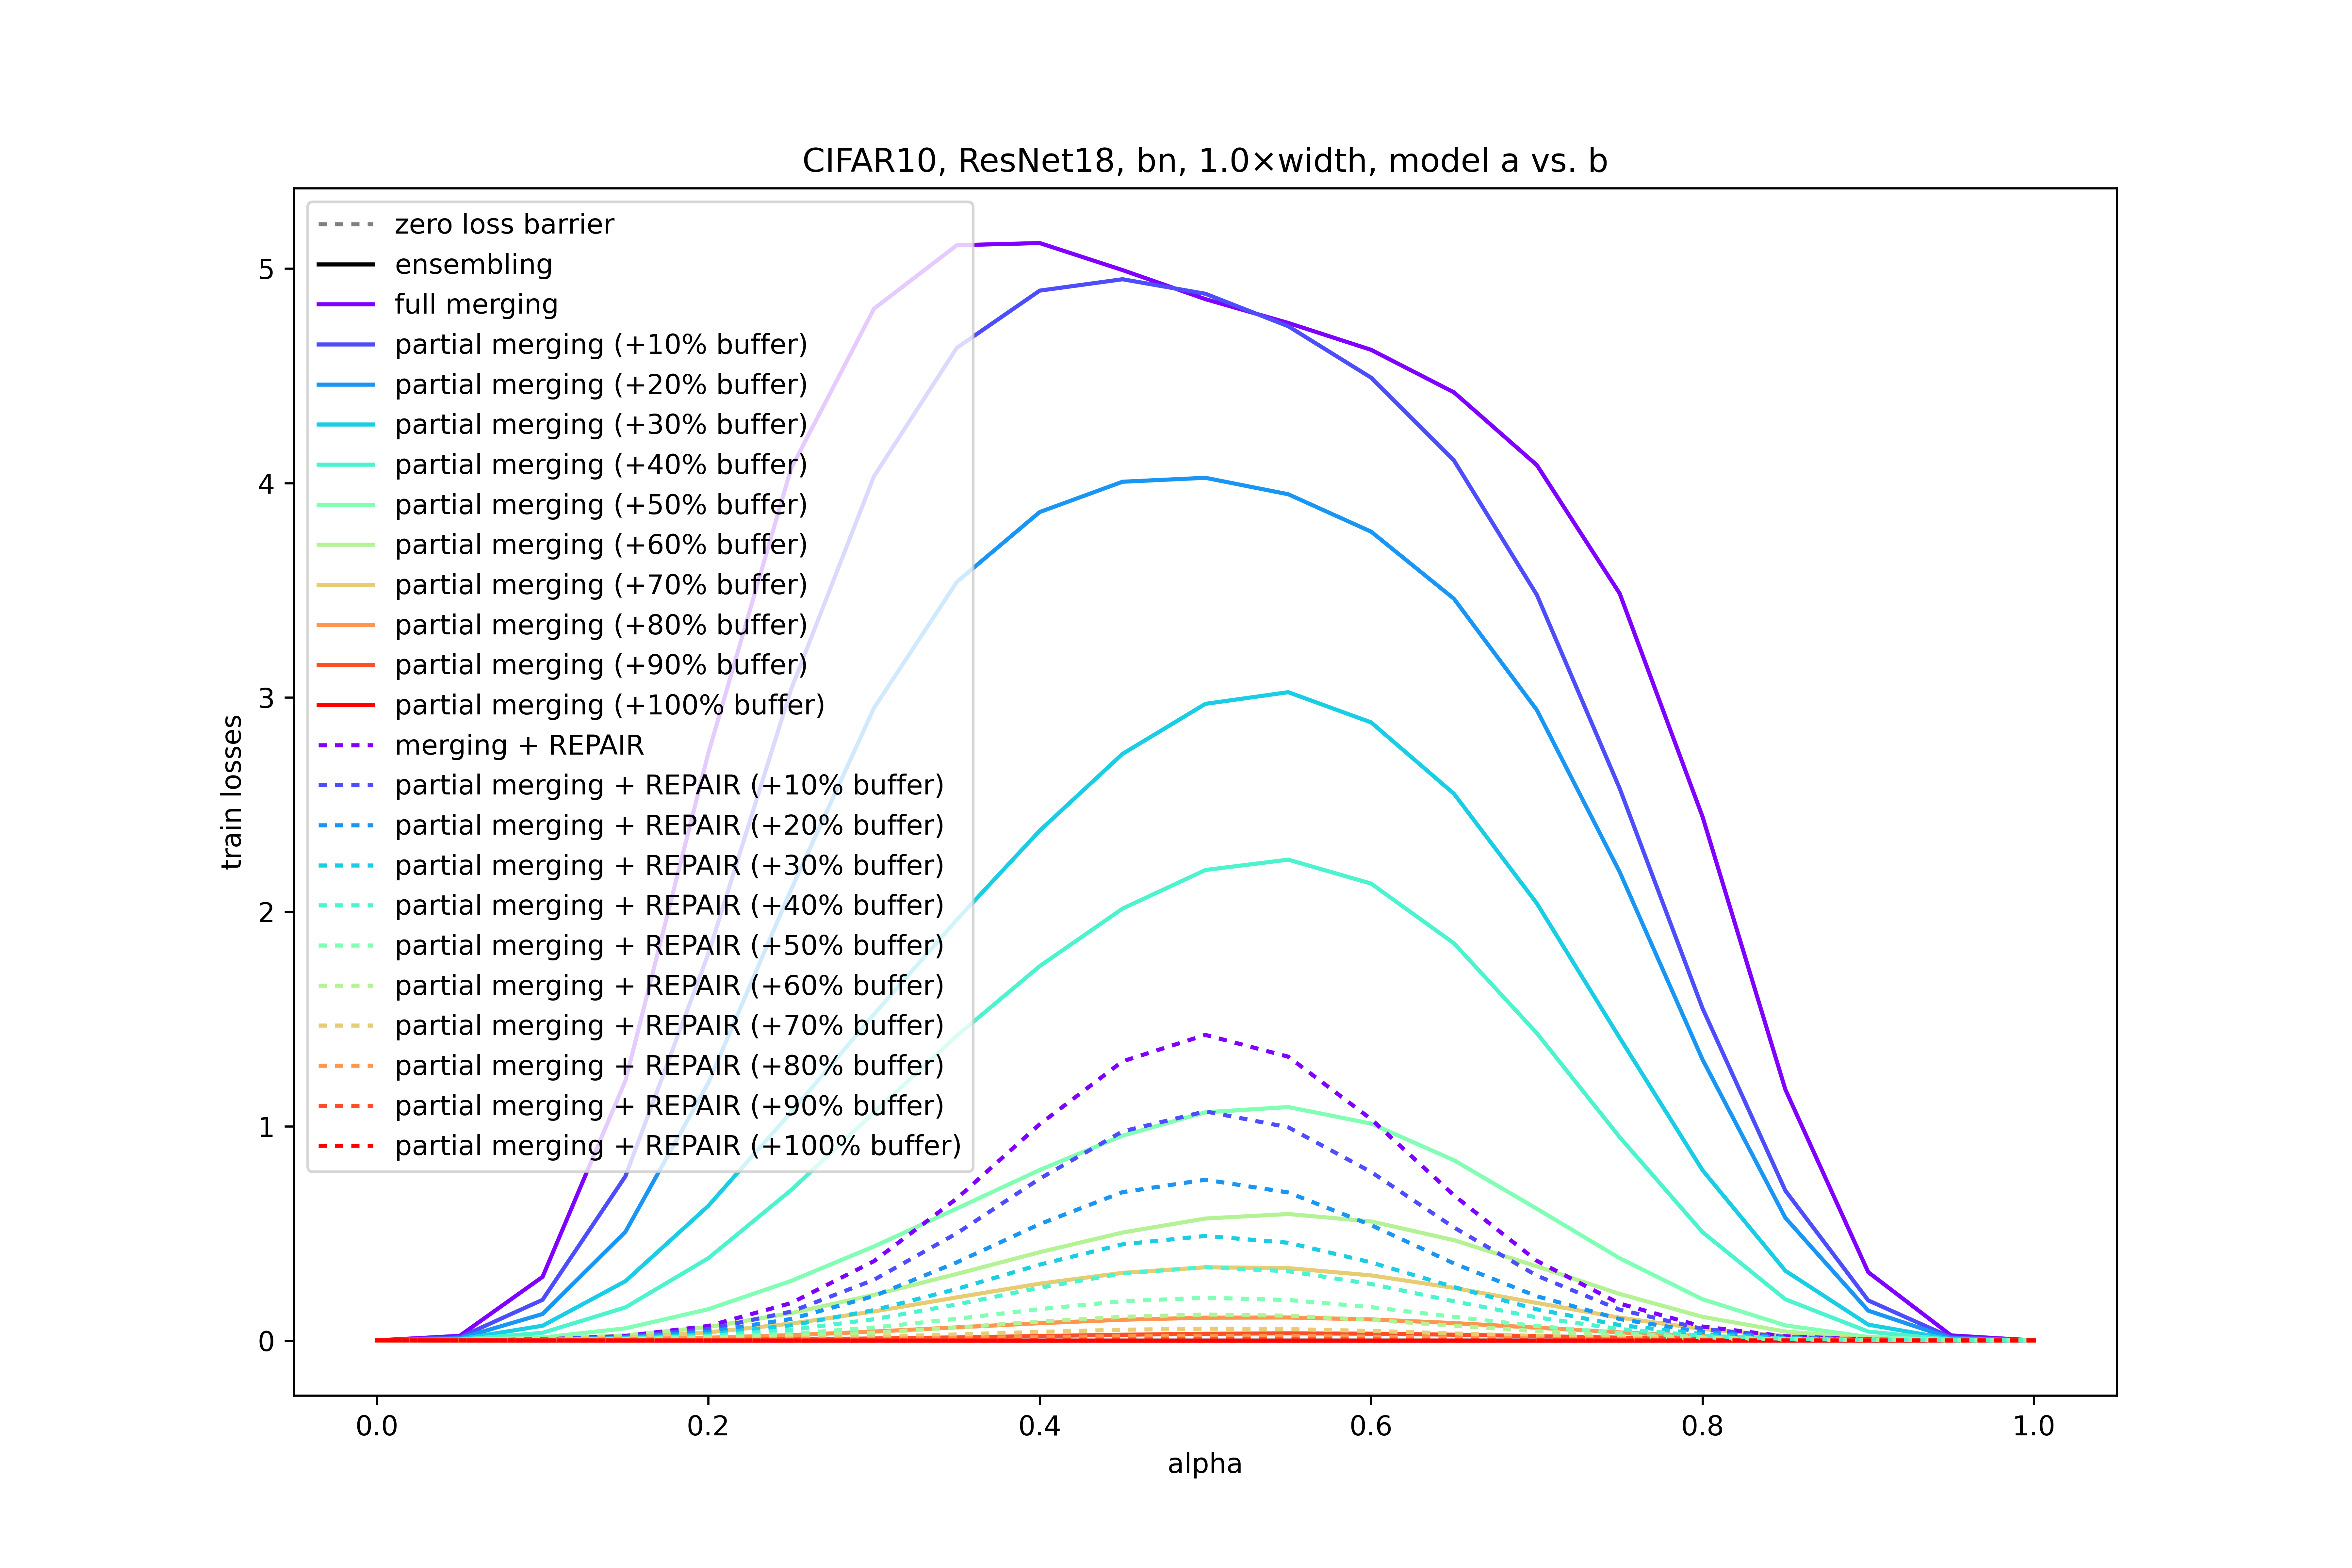 CIFAR10, ResNet18, bn, 1.0×width, model a vs. b
zero loss barrier
ensembling
full merging
partial merging (+10% buffer)
partial merging (+20% buffer)
partial merging (+30% buffer)
partial merging (+40% buffer)
partial merging (+50% buffer)
partial merging (+60% buffer)
partial merging (+70% buffer)
partial merging (+80% buffer)
partial merging (+90% buffer)
partial merging (+100% buffer)
merging + REPAIR
partial merging + REPAIR (+10% buffer)
partial merging + REPAIR (+20% buffer)
partial merging + REPAIR (+30% buffer)
partial merging + REPAIR (+40% buffer)
partial merging + REPAIR (+50% buffer)
partial merging + REPAIR (+60% buffer)
partial merging + REPAIR (+70% buffer)
partial merging + REPAIR (+80% buffer)
partial merging + REPAIR (+90% buffer)
partial merging + REPAIR (+100% buffer)
train losses
5
4
3
2
1
0
0.0 0.2 0.4 0.6 0.8 1.0
alpha